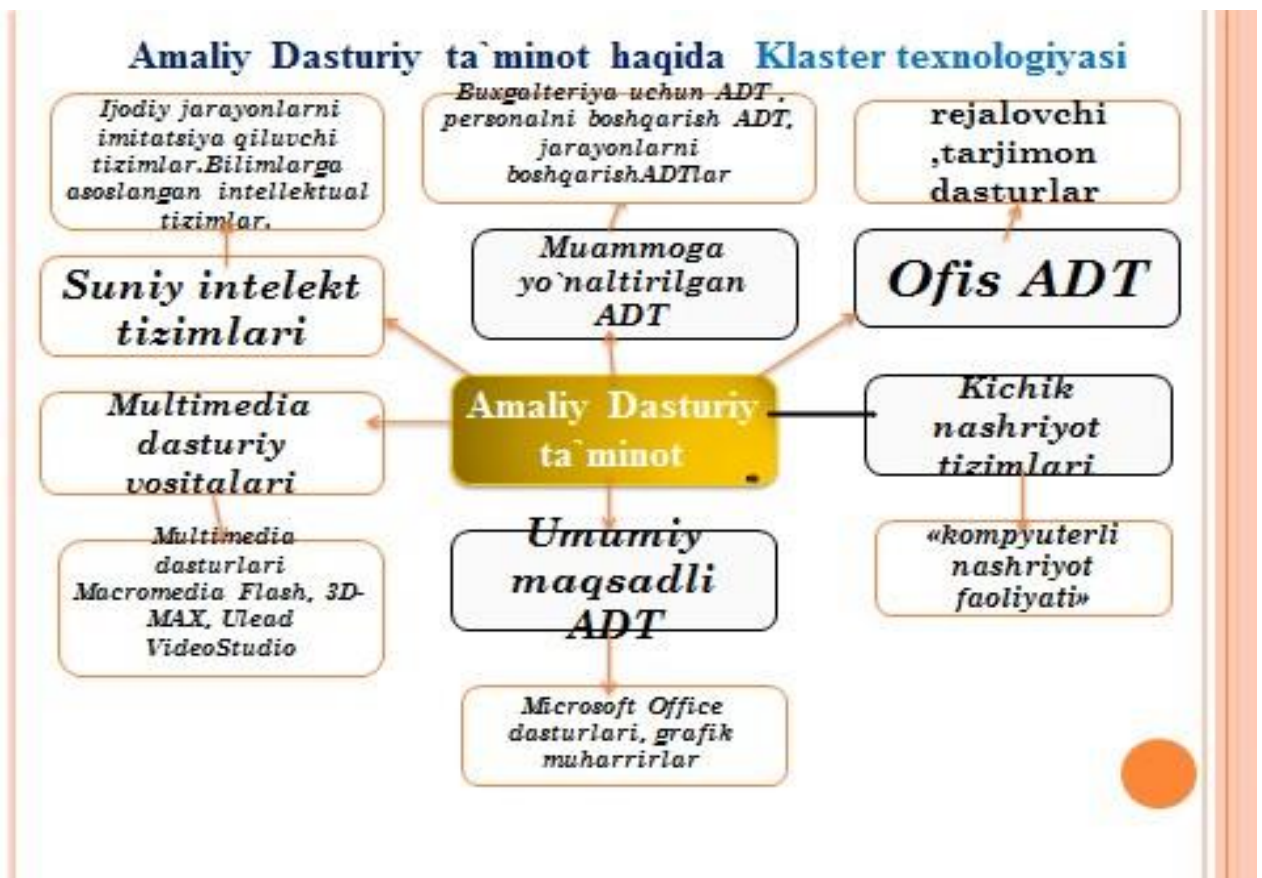 Amaliy Dasturiy ta`minot haqida Klaster texnologiyasi
Ijodiy jarayonlarni
imitatsiya qiluvchi
tizimlar.Bilimlarga
asoslangan intellektual
tizimlar.
Buxgalteriya uchun ADT ,
personalni boshqarish ADT,
jarayonlarni
boshqarishADTlar
rejalovchi
,tarjimon
dasturlar
Suniy intelekt
tizimlari
Muammoga
yo`naltirilgan
ADT
Ofis ADT
Multimedia
dasturiy
vositalari
Amaliy Dasturiy
ta`minot
Kichik
nashriyot
tizimlari
Multimedia
dasturlari
Macromedia Flash, 3D-
MAX, Ulead
VideoStudio
Umumiy
maqsadli
ADT
«kompyuterli
nashriyot
faoliyati»
Microsoft Office
dasturlari, grafik
muharrirlar